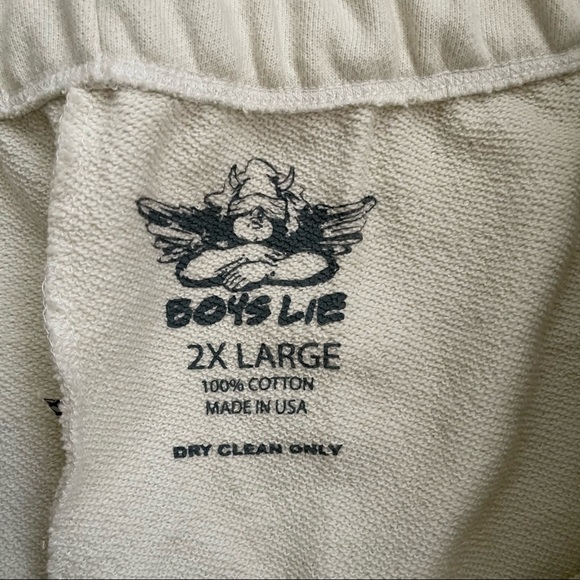 BOYS LIE
2X LARGE
100% COTTON
MADE IN USA
DRY CLEAN ONLY